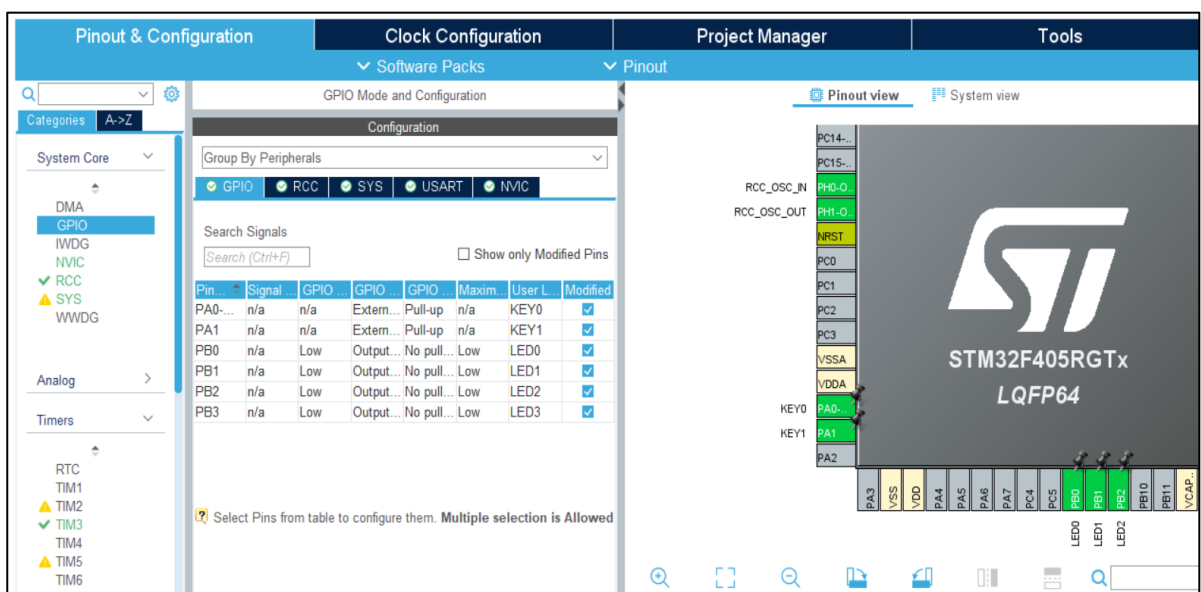 Pinout & Configuration Clock Configuration Project Manager Tools
Software Packs Pinout
GPIO Mode and Configuration
Pinout view System view
Categories A->Z
Configuration
System Core
Group By Peripherals
GPIO RCC SYS USART NVIC
DMA
GPIO
IWDG
NVIC
RCC
SYS
WWDG
Search Signals
Search (Ctrl+F) Show only Modified Pins
Pin... Signal ... GPIO ... GPIO ... GPIO ... Maxim... User L... Modified
PA0-... n/a n/a Extern... Pull-up n/a KEY0
PA1 n/a n/a Extern... Pull-up n/a KEY1
PB0 n/a Low Output... No pull... Low LED0
PB1 n/a Low Output... No pull... Low LED1
PB2 n/a Low Output... No pull... Low LED2
PB3 n/a Low Output... No pull... Low LED3
Analog
Timers
RTC
TIM1
TIM2
TIM3
TIM4
TIM5
TIM6
Select Pins from table to configure them. Multiple selection is Allowed
PC14-..
PC15-..
RCC_OSC_IN PH0-O..
RCC_OSC_OUT PH1-O..
NRST
PC0
PC1
PC2
PC3
VSSA
VDDA
KEY0 PA0-..
KEY1 PA1
PA2
ST
STM32F405RGTx
LQFP64
PA3 VSS VDD PA4 PA5 PA6 PA7 PC4 PC5 PB0 PB1 PB2 PB10 PB11 VCAP..
LED0 LED1 LED2